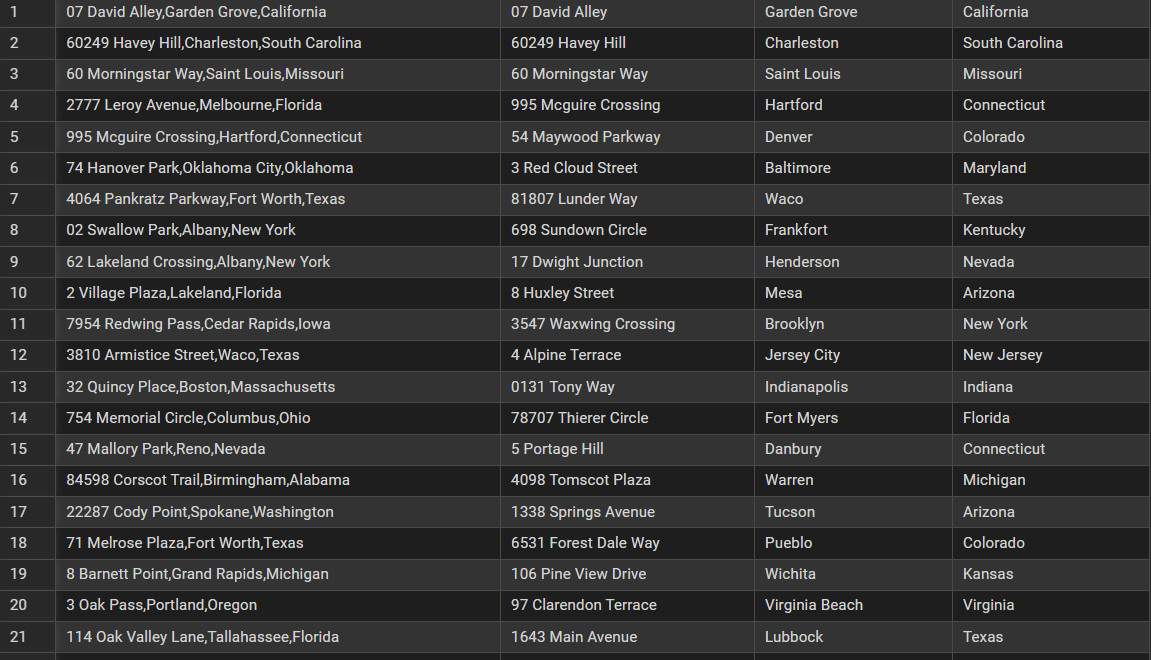 1 07 David Alley,Garden Grove,California 07 David Alley Garden Grove California
2 60249 Havey Hill,Charleston,South Carolina 60249 Havey Hill Charleston South Carolina
3 60 Morningstar Way,Saint Louis,Missouri 60 Morningstar Way Saint Louis Missouri
4 2777 Leroy Avenue,Melbourne,Florida 995 Mcguire Crossing Hartford Connecticut
5 995 Mcguire Crossing,Hartford,Connecticut 54 Maywood Parkway Denver Colorado
6 74 Hanover Park,Oklahoma City,Oklahoma 3 Red Cloud Street Baltimore Maryland
7 4064 Pankratz Parkway,Fort Worth,Texas 81807 Lunder Way Waco Texas
8 02 Swallow Park,Albany,New York 698 Sundown Circle Frankfort Kentucky
9 62 Lakeland Crossing,Albany,New York 17 Dwight Junction Henderson Nevada
10 2 Village Plaza,Lakeland,Florida 8 Huxley Street Mesa Arizona
11 7954 Redwing Pass,Cedar Rapids,Iowa 3547 Waxwing Crossing Brooklyn New York
12 3810 Armistice Street,Waco,Texas 4 Alpine Terrace Jersey City New Jersey
13 32 Quincy Place,Boston,Massachusetts 0131 Tony Way Indianapolis Indiana
14 754 Memorial Circle,Columbus,Ohio 78707 Thierer Circle Fort Myers Florida
15 47 Mallory Park,Reno,Nevada 5 Portage Hill Danbury Connecticut
16 84598 Corscot Trail,Birmingham,Alabama 4098 Tomscot Plaza Warren Michigan
17 22287 Cody Point,Spokane,Washington 1338 Springs Avenue Tucson Arizona
18 71 Melrose Plaza,Fort Worth,Texas 6531 Forest Dale Way Pueblo Colorado
19 8 Barnett Point,Grand Rapids,Michigan 106 Pine View Drive Wichita Kansas
20 3 Oak Pass,Portland,Oregon 97 Clarendon Terrace Virginia Beach Virginia
21 114 Oak Valley Lane,Tallahassee,Florida 1643 Main Avenue Lubbock Texas